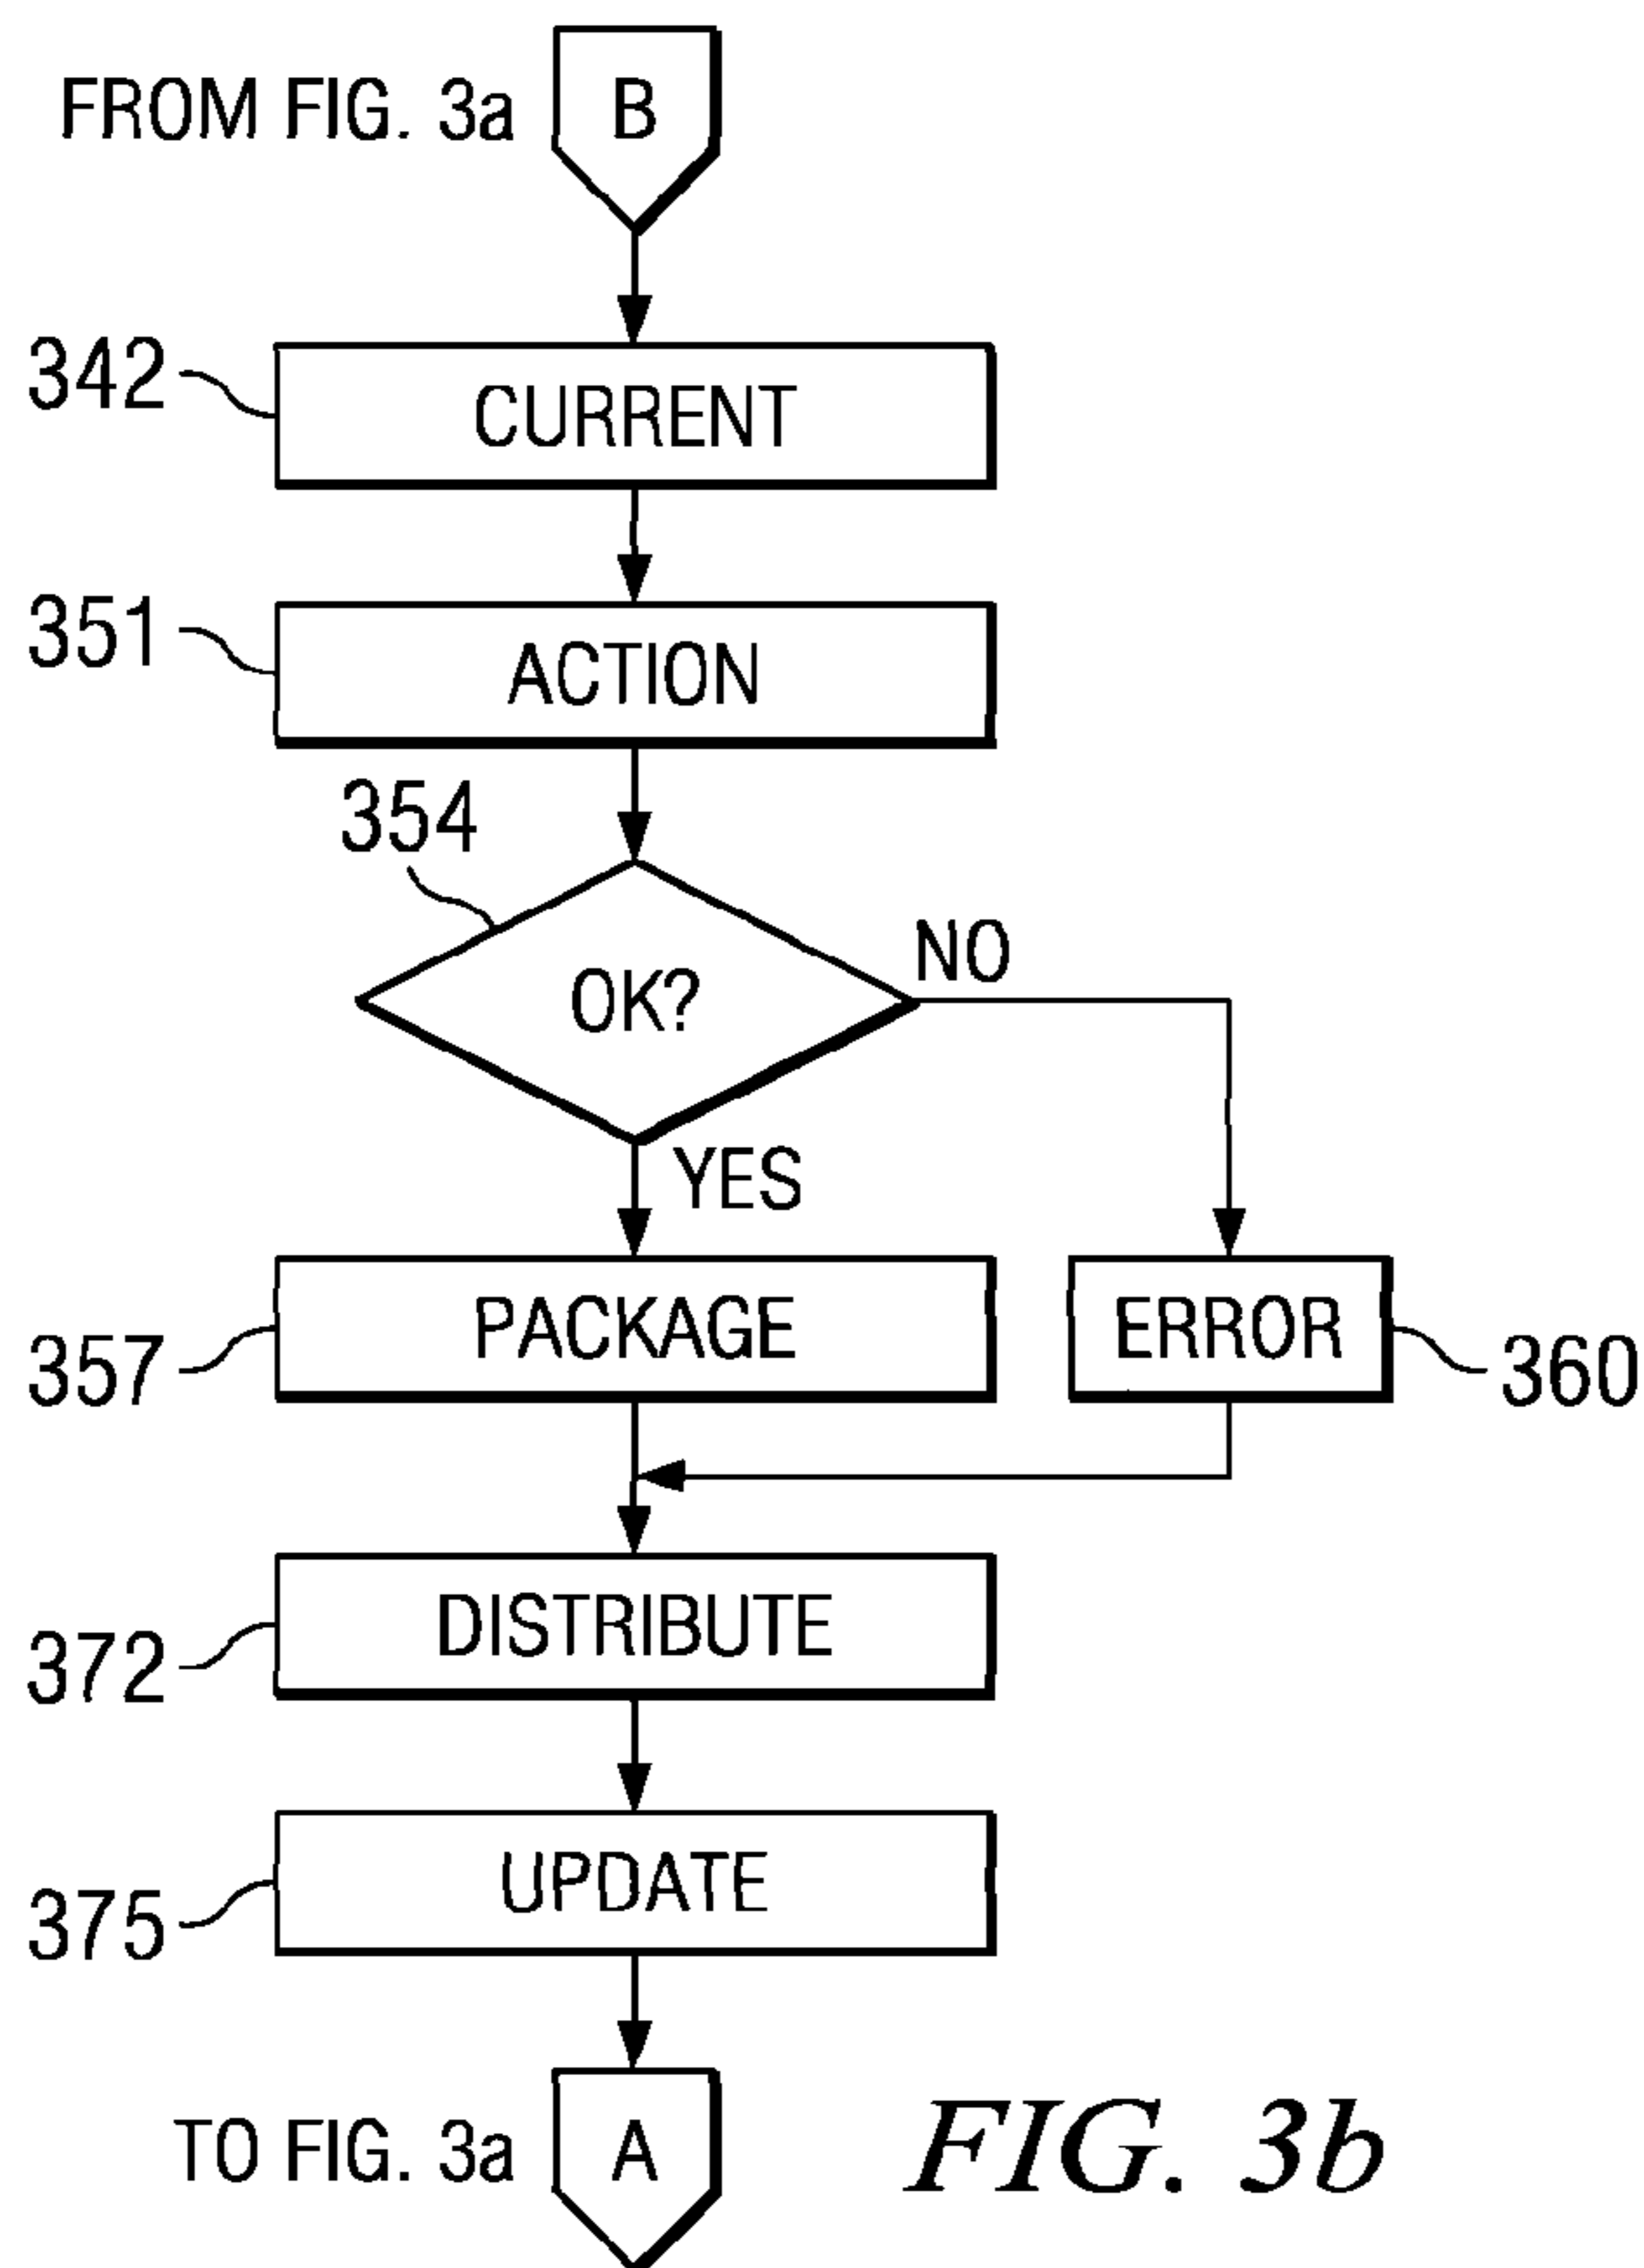 FROM FIG. 3a
B
342
CURRENT
351
ACTION
354
OK?
NO
YES
PACKAGE
357
ERROR
360
DISTRIBUTE
372
UPDATE
375
TO FIG. 3a
A
FIG. 3b